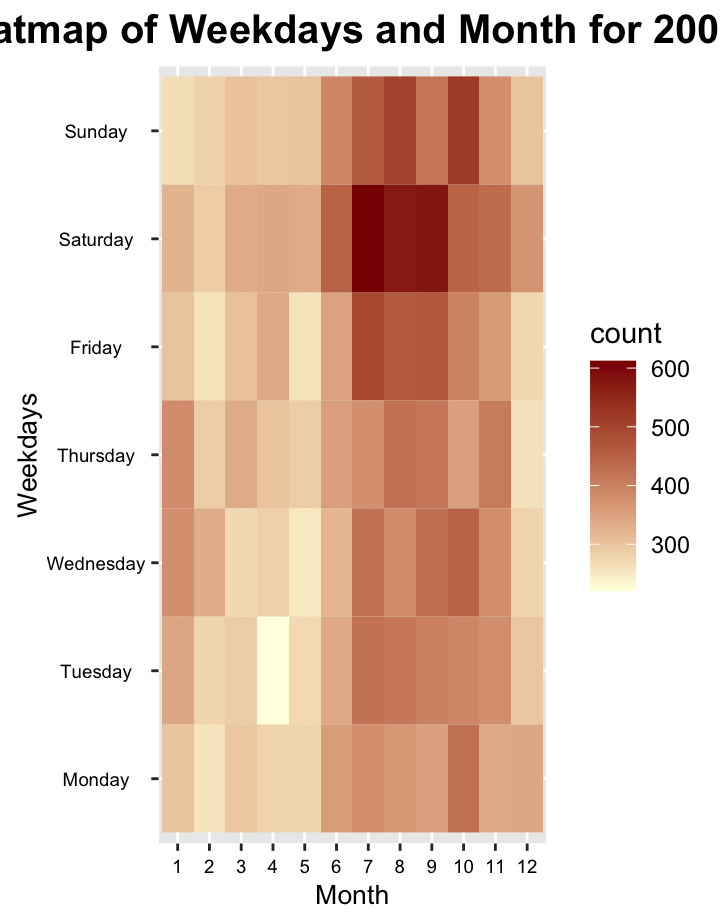 atmap of Weekdays and Month for 200
Sunday
Saturday
Friday
Thursday
Wednesday
Tuesday
Monday
Weekdays
1 2 3 4 5 6 7 8 9 10 11 12
Month
count
600
500
400
300